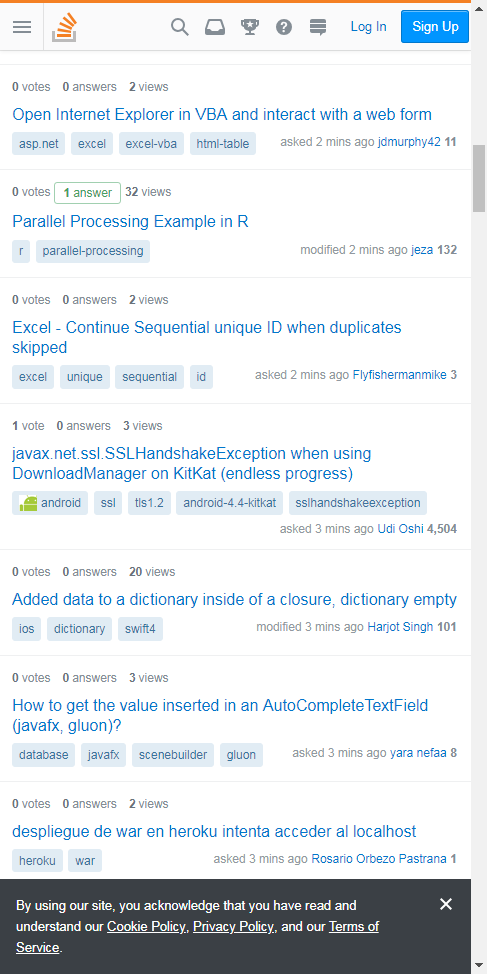 Log In Sign Up
0 votes 0 answers 2 views
Open Internet Explorer in VBA and interact with a web form
asp.net excel excel-vba html-table asked 2 mins ago jdmurphy42 11
0 votes 1 answer 32 views
Parallel Processing Example in R
r parallel-processing modified 2 mins ago jeza 132
0 votes 0 answers 2 views
Excel - Continue Sequential unique ID when duplicates
skipped
excel unique sequential id asked 2 mins ago Flyfishermanmike 3
1 vote 0 answers 3 views
javax.net.ssl.SSLHandshakeException when using
DownloadManager on KitKat (endless progress)
android ssl tls1.2 android-4.4-kitkat sslhandshakeexception
asked 3 mins ago Udi Oshi 4,504
0 votes 0 answers 20 views
Added data to a dictionary inside of a closure, dictionary empty
ios dictionary swift4 modified 3 mins ago Harjot Singh 101
0 votes 0 answers 3 views
How to get the value inserted in an AutoCompleteTextField
(javafx, gluon)?
database javafx scenebuilder gluon asked 3 mins ago yara nefaa 8
0 votes 0 answers 2 views
despliegue de war en heroku intenta acceder al localhost
heroku war asked 3 mins ago Rosario Orbezo Pastrana 1
By using our site, you acknowledge that you have read and
understand our Cookie Policy, Privacy Policy, and our Terms of
Service.